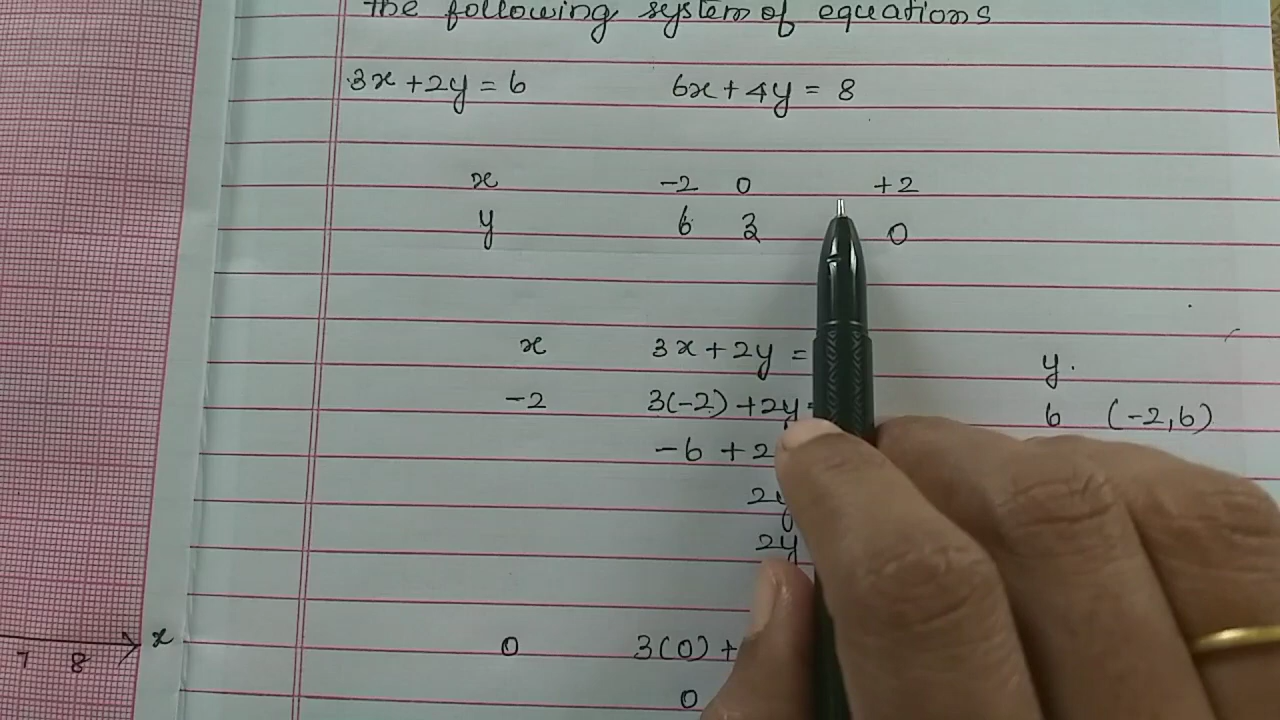 the following system of equations
3x + 2y = 6 6x + 4y = 8
x -2 0 +2
y 6 3 0
x 3x + 2y = y.
-2 3(-2) + 2y 6 (-2,6)
-6 + 2
2y
2y
0 3(0) +
0
7 8 x